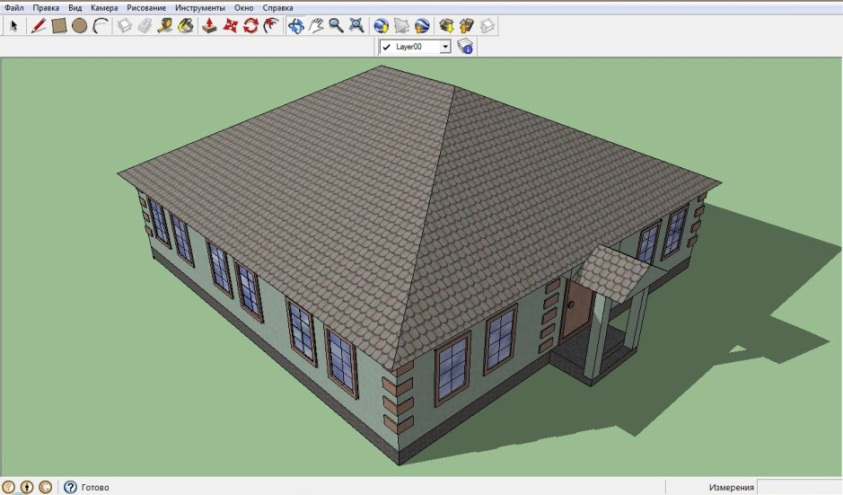 Файл Правка Вид Камера Рисование Инструменты Окно Справка
Layer00
Готово
Измерения